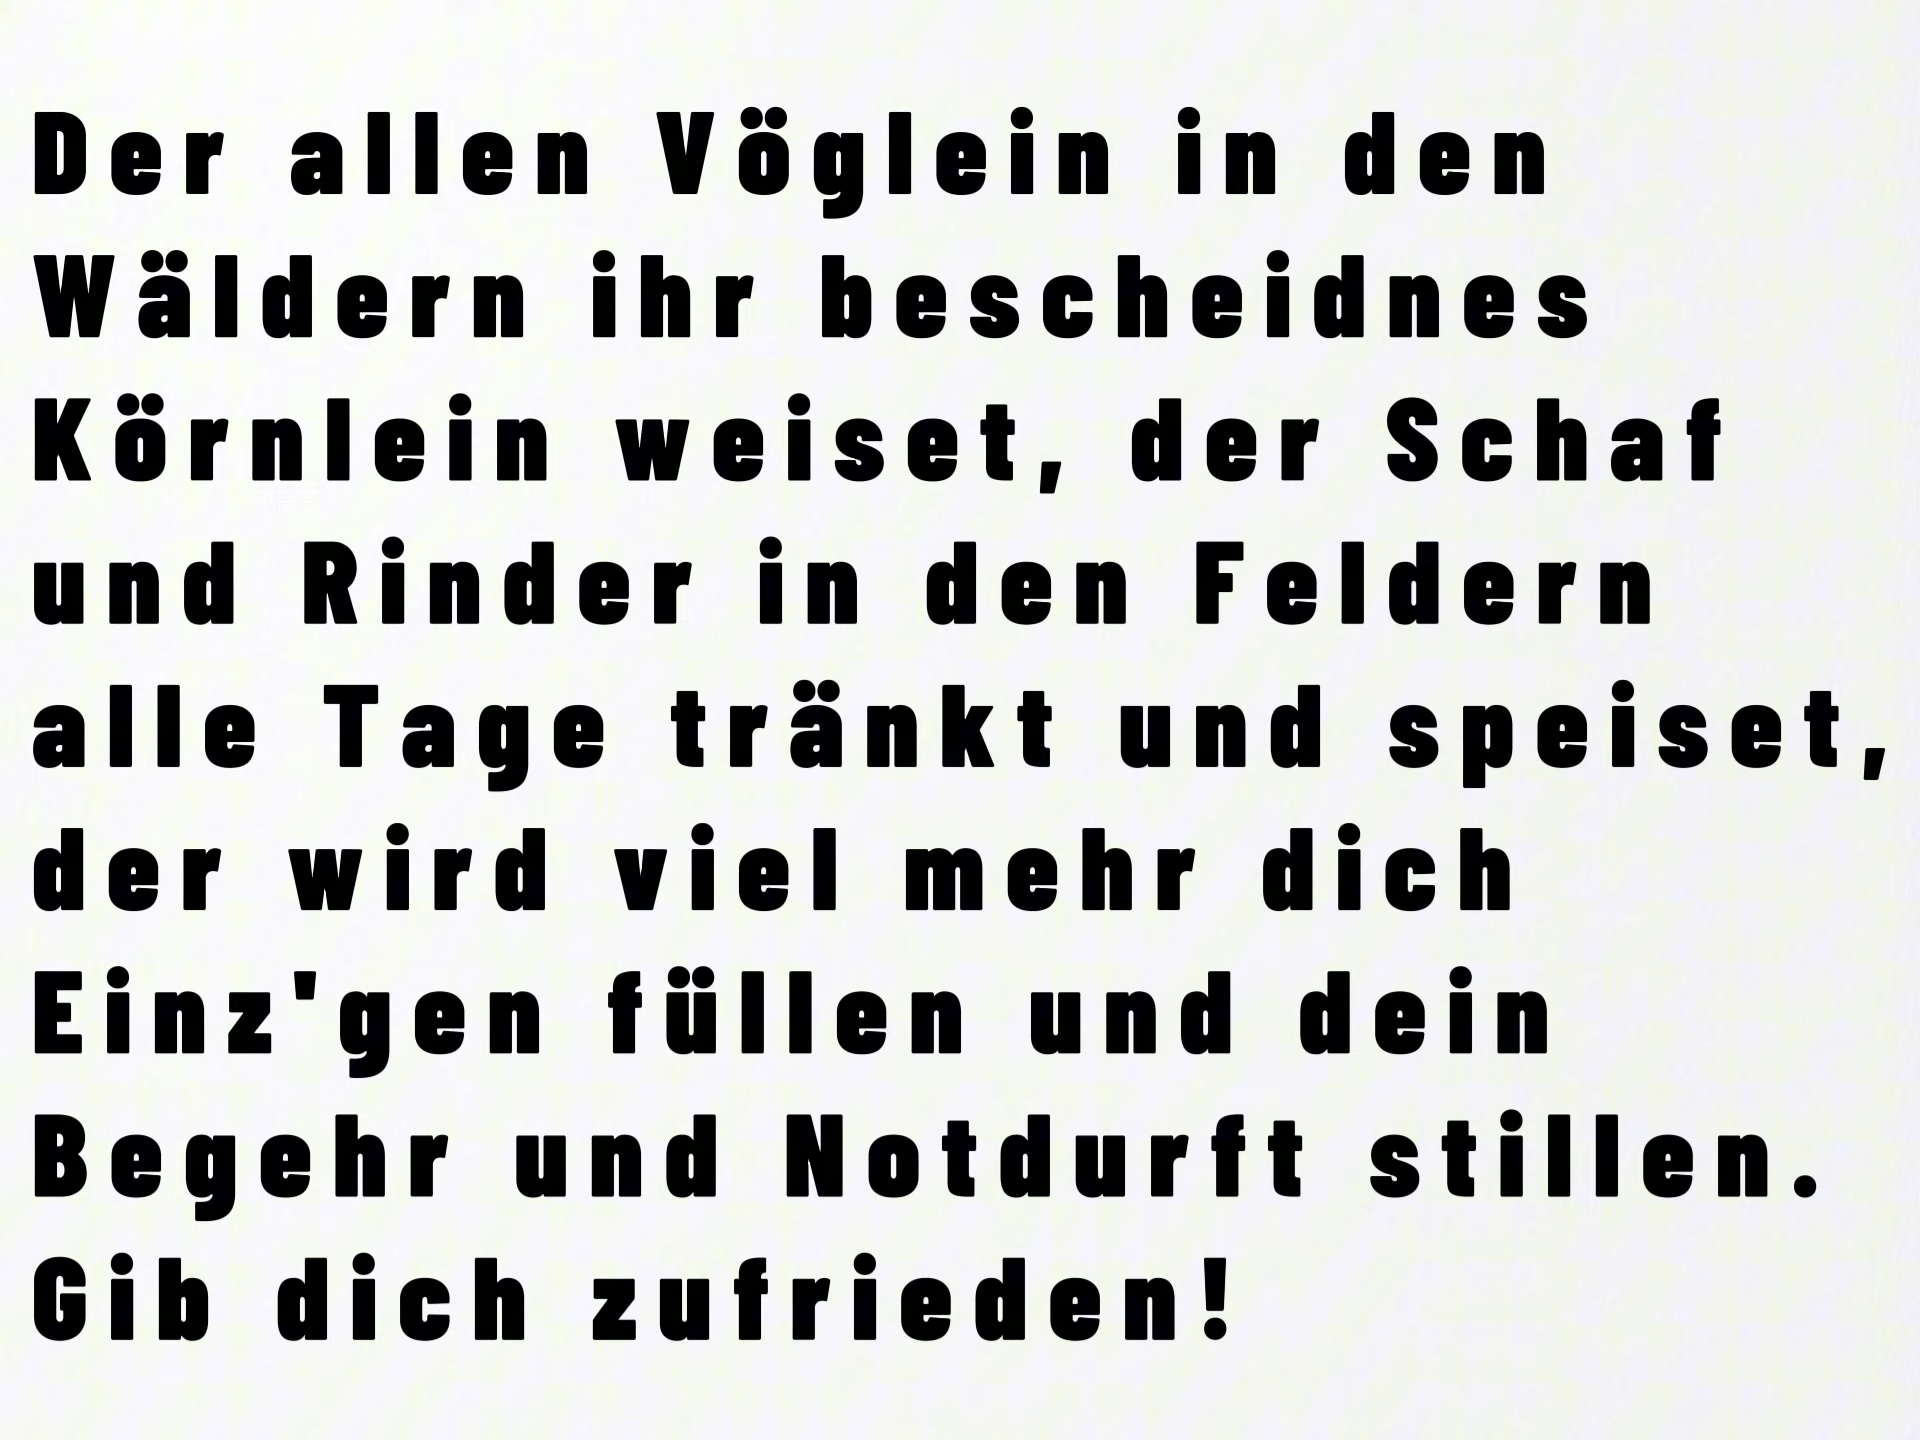 Der allen Vöglein in den
Wäldern ihr bescheidnes
Körnlein weiset, der Schaf
und Rinder in den Feldern
alle Tage tränkt und speiset,
der wird viel mehr dich
Einz'gen füllen und dein
Begehr und Notdurft stillen.
Gib dich zufrieden!